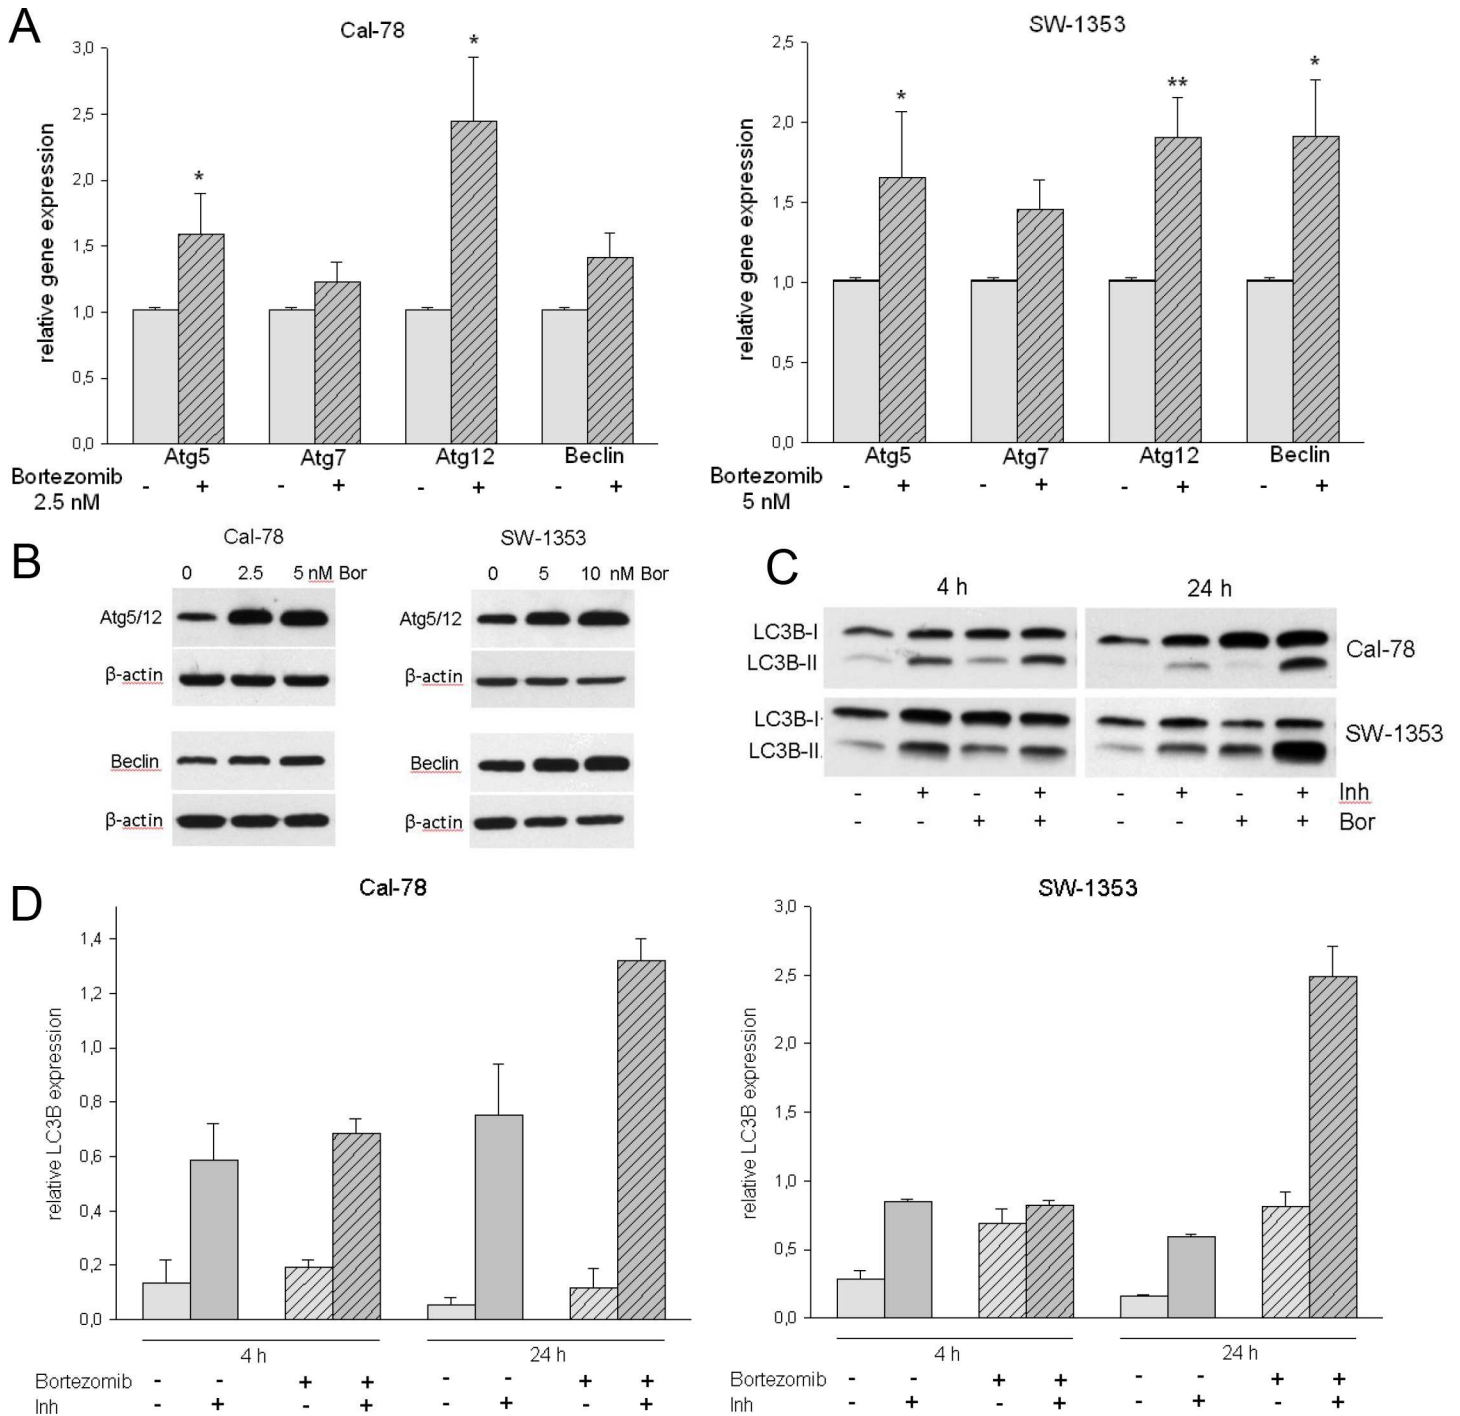 A
Cal-78
3,0
2,5
2,0
1,5
1,0
0,5
0,0
relative gene expression
*
*
Atg5 Atg7 Atg12 Beclin
Bortezomib
2.5 nM
- + - + - + - +
SW-1353
2,5
2,0
1,5
1,0
0,5
0,0
relative gene expression
*
**
*
Atg5 Atg7 Atg12 Beclin
Bortezomib
5 nM
- + - + - + - +
B
Cal-78
0 2.5 5 nM Bor
Atg5/12
β-actin
Beclin
β-actin
SW-1353
0 5 10 nM Bor
Atg5/12
β-actin
Beclin
β-actin
C
4 h 24 h
LC3B-I
LC3B-II
Cal-78
LC3B-I
LC3B-II
SW-1353
- + - + - + - + Inh
- - + + - - + + Bor
D
Cal-78
1,4
1,2
1,0
0,8
0,6
0,4
0,2
0,0
relative LC3B expression
4 h 24 h
Bortezomib - - + + - - + +
Inh - + - + - + - +
SW-1353
3,0
2,5
2,0
1,5
1,0
0,5
0,0
relative LC3B expression
4 h 24 h
Bortezomib - - + + - - + +
Inh - + - + - + - +